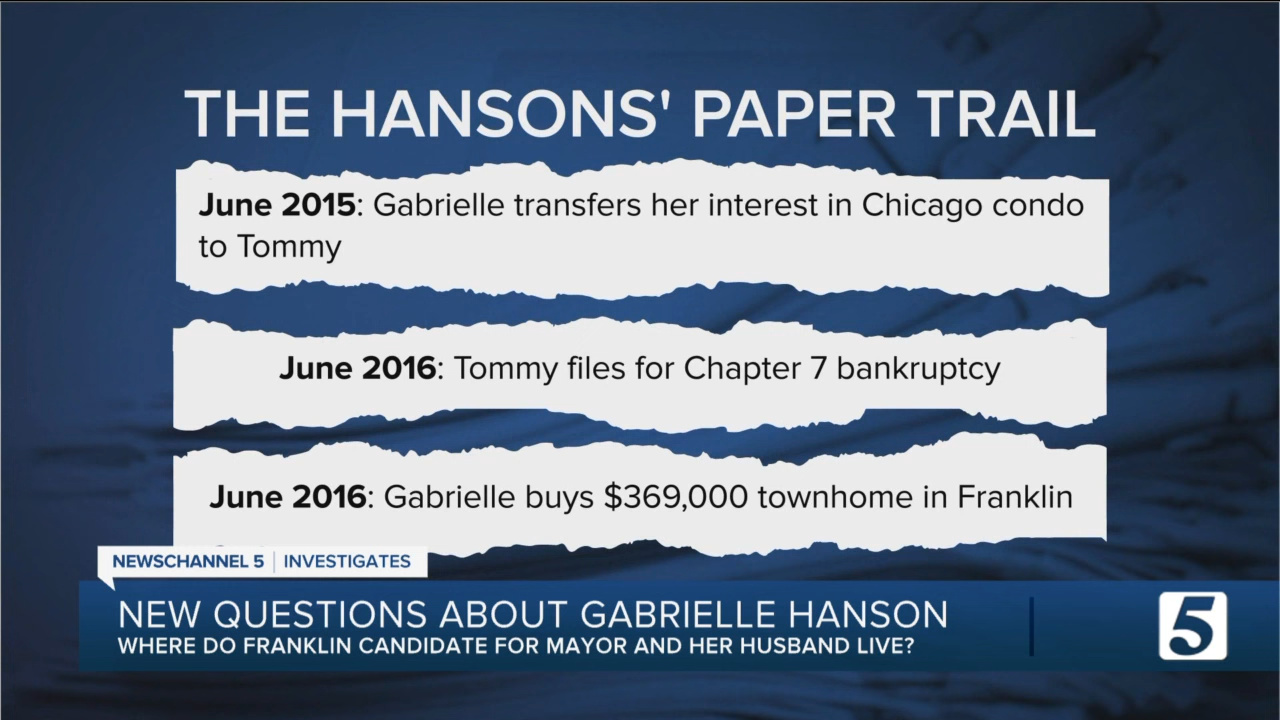 THE HANSONS' PAPER TRAIL
June 2015: Gabrielle transfers her interest in Chicago condo
to Tommy
June 2016: Tommy files for Chapter 7 bankruptcy
June 2016: Gabrielle buys $369,000 townhome in Franklin
NEWSCHANNEL 5 | INVESTIGATES
NEW QUESTIONS ABOUT GABRIELLE HANSON
WHERE DO FRANKLIN CANDIDATE FOR MAYOR AND HER HUSBAND LIVE?
5